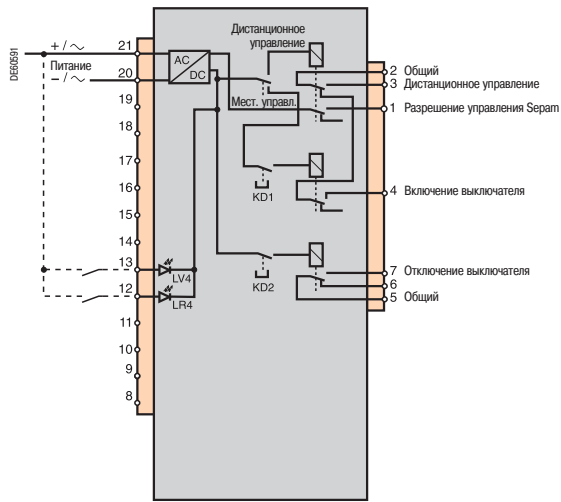 DE60591
+ / ~
Питание
− / ~
21
20
19
18
17
16
15
14
13
12
11
10
9
8
AC
DC
Дистанционное
управление
Мест. управл.
KD1
KD2
LV4
LR4
2 Общий
3 Дистанционное управление
1 Разрешение управления Sepam
4 Включение выключателя
7 Отключение выключателя
6
5 Общий